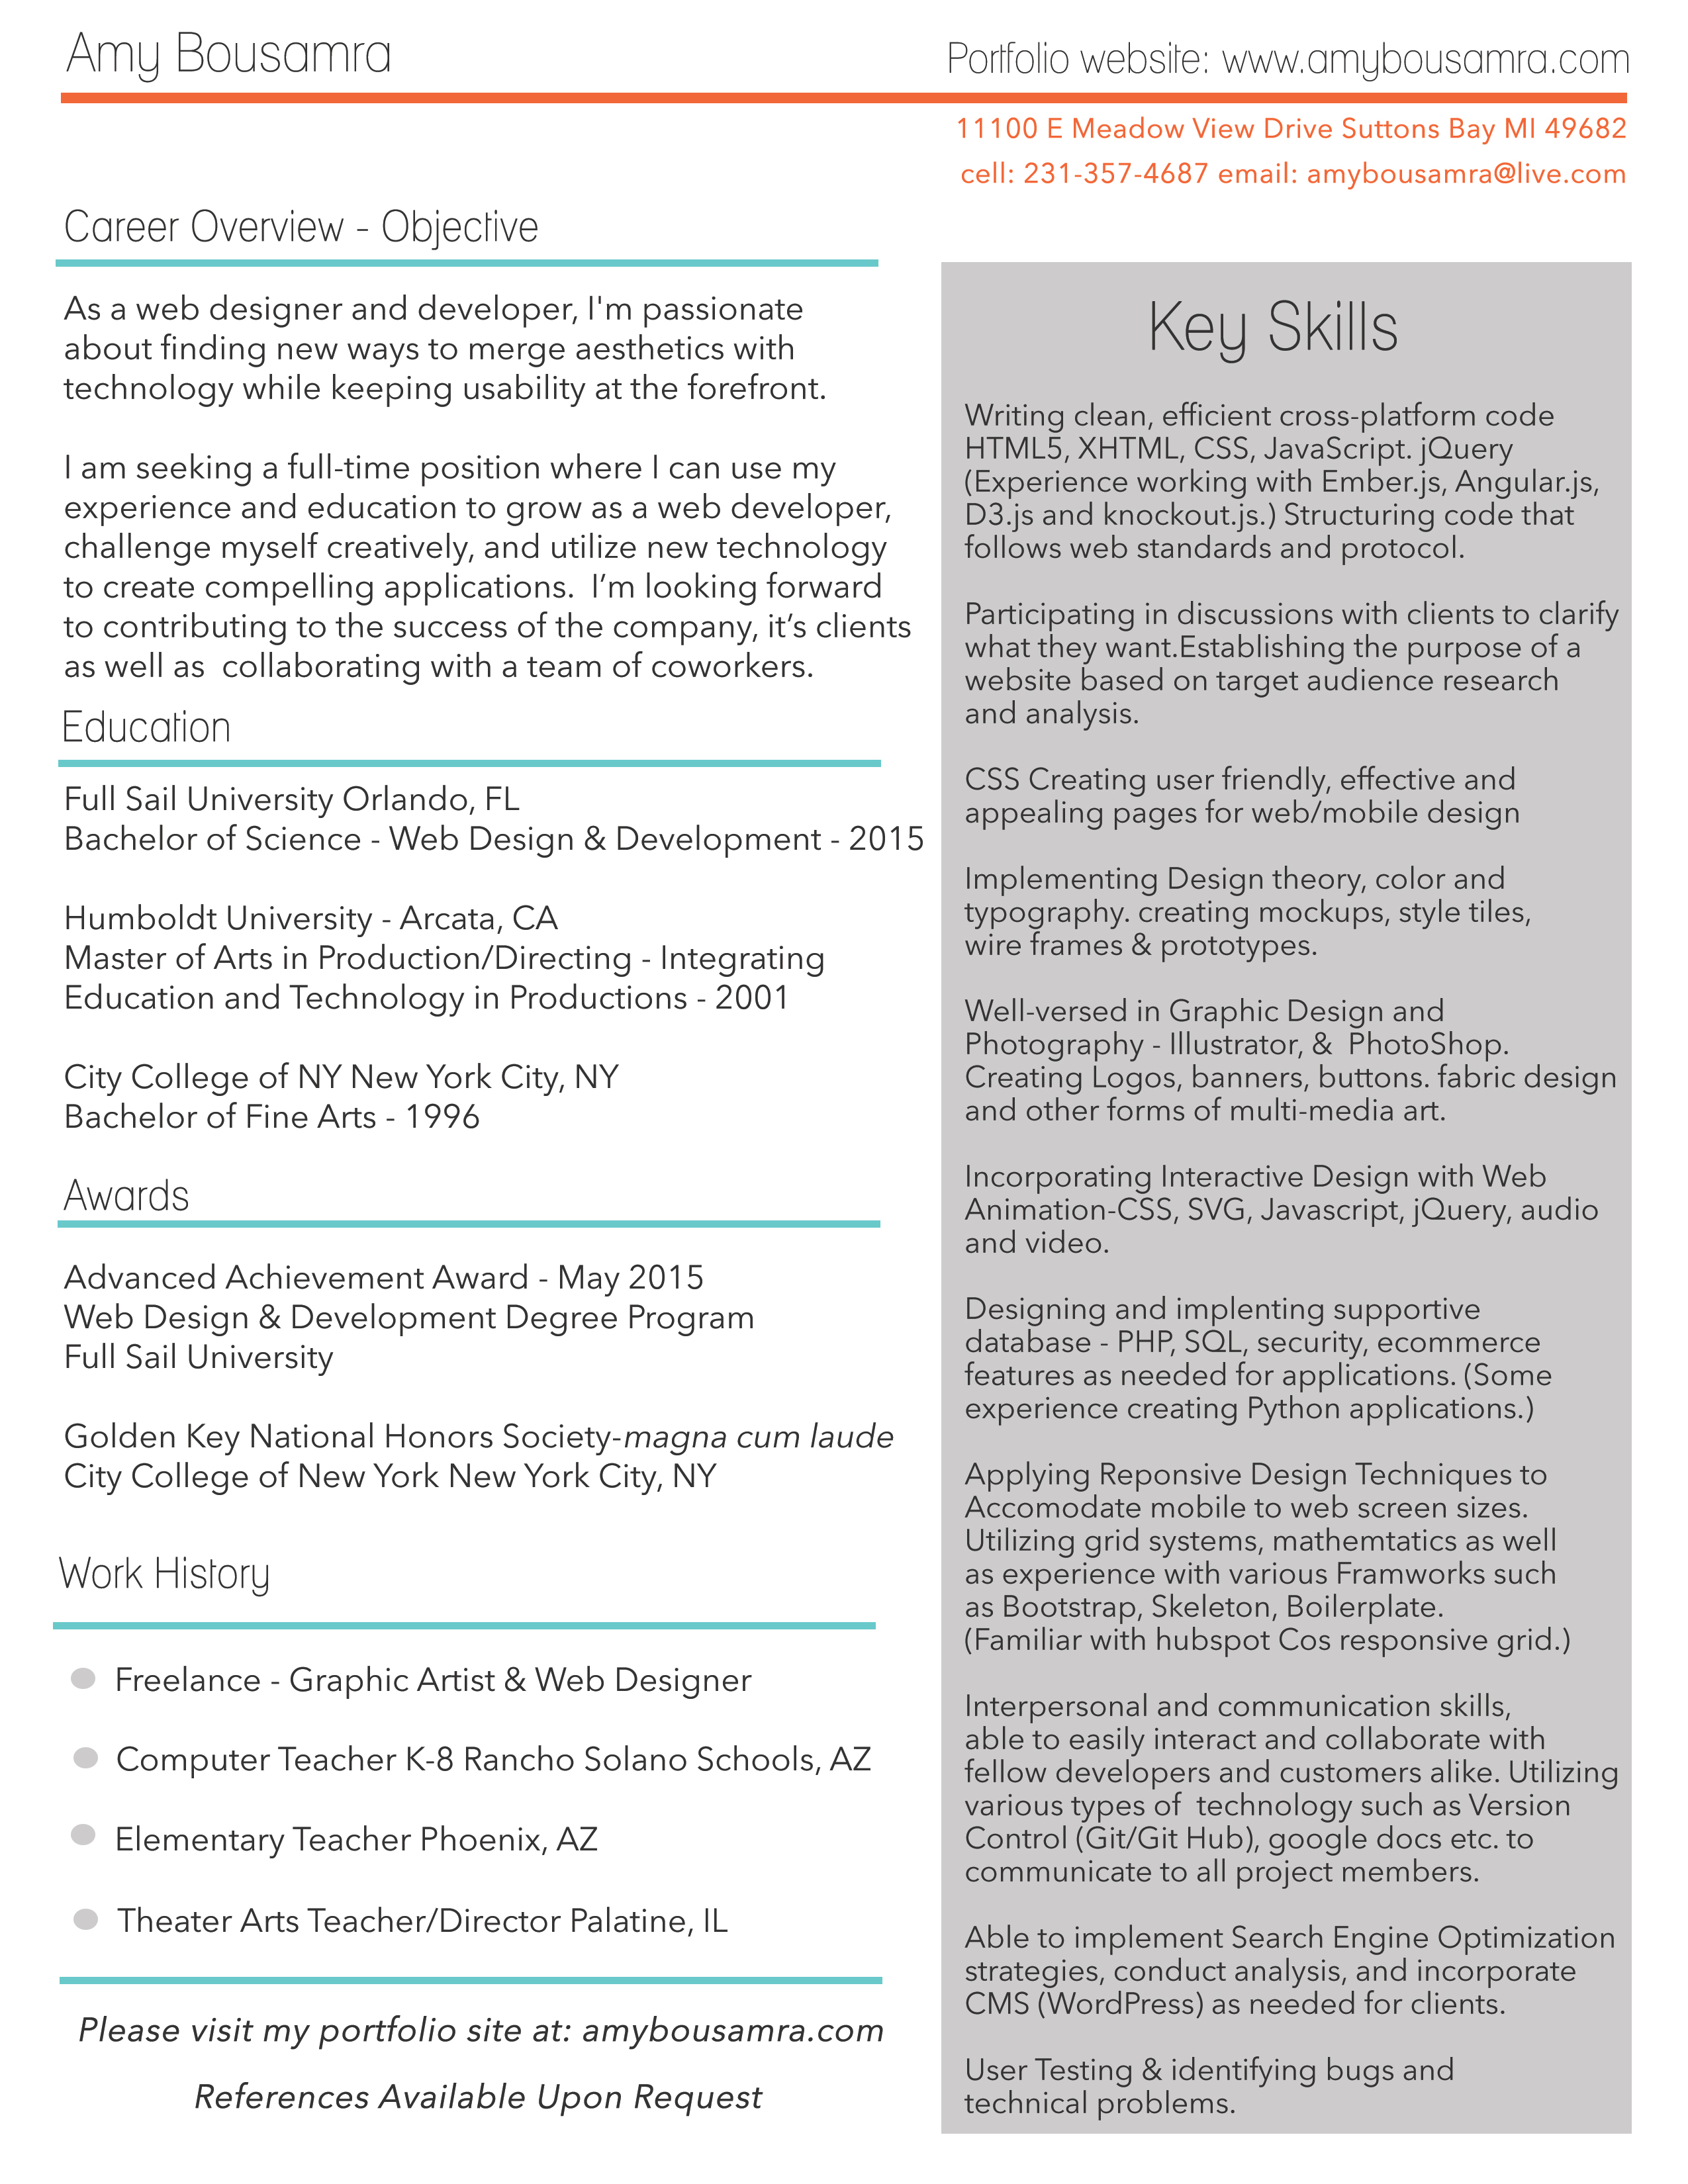 Amy Bousamra
Portfolio website: www.amybousamra.com
11100 E Meadow View Drive Suttons Bay MI 49682
cell: 231-357-4687 email: amybousamra@live.com
Career Overview - Objective
As a web designer and developer, I'm passionate
about finding new ways to merge aesthetics with
technology while keeping usability at the forefront.
I am seeking a full-time position where I can use my
experience and education to grow as a web developer,
challenge myself creatively, and utilize new technology
to create compelling applications.  I’m looking forward
to contributing to the success of the company, it’s clients
as well as  collaborating with a team of coworkers.
Education
Full Sail University Orlando, FL
Bachelor of Science - Web Design & Development - 2015
Humboldt University - Arcata, CA
Master of Arts in Production/Directing - Integrating
Education and Technology in Productions - 2001
City College of NY New York City, NY
Bachelor of Fine Arts - 1996
Awards
Advanced Achievement Award - May 2015
Web Design & Development Degree Program
Full Sail University
Golden Key National Honors Society-magna cum laude
City College of New York New York City, NY
Work History
Freelance - Graphic Artist & Web Designer
Computer Teacher K-8 Rancho Solano Schools, AZ
Elementary Teacher Phoenix, AZ
Theater Arts Teacher/Director Palatine, IL
Please visit my portfolio site at: amybousamra.com
References Available Upon Request
Key Skills
Writing clean, efficient cross-platform code
HTML5, XHTML, CSS, JavaScript. jQuery
(Experience working with Ember.js, Angular.js,
D3.js and knockout.js.) Structuring code that
follows web standards and protocol.
Participating in discussions with clients to clarify
what they want.Establishing the purpose of a
website based on target audience research
and analysis.
CSS Creating user friendly, effective and
appealing pages for web/mobile design
Implementing Design theory, color and
typography. creating mockups, style tiles,
wire frames & prototypes.
Well-versed in Graphic Design and
Photography - Illustrator, &  PhotoShop.
Creating Logos, banners, buttons. fabric design
and other forms of multi-media art.
Incorporating Interactive Design with Web
Animation-CSS, SVG, Javascript, jQuery, audio
and video.
Designing and implenting supportive
database - PHP, SQL, security, ecommerce
features as needed for applications. (Some
experience creating Python applications.)
Applying Reponsive Design Techniques to
Accomodate mobile to web screen sizes.
Utilizing grid systems, mathemtatics as well
as experience with various Framworks such
as Bootstrap, Skeleton, Boilerplate.
(Familiar with hubspot Cos responsive grid.)
Interpersonal and communication skills,
able to easily interact and collaborate with
fellow developers and customers alike. Utilizing
various types of  technology such as Version
Control (Git/Git Hub), google docs etc. to
communicate to all project members.
Able to implement Search Engine Optimization
strategies, conduct analysis, and incorporate
CMS (WordPress) as needed for clients.
User Testing & identifying bugs and
technical problems.